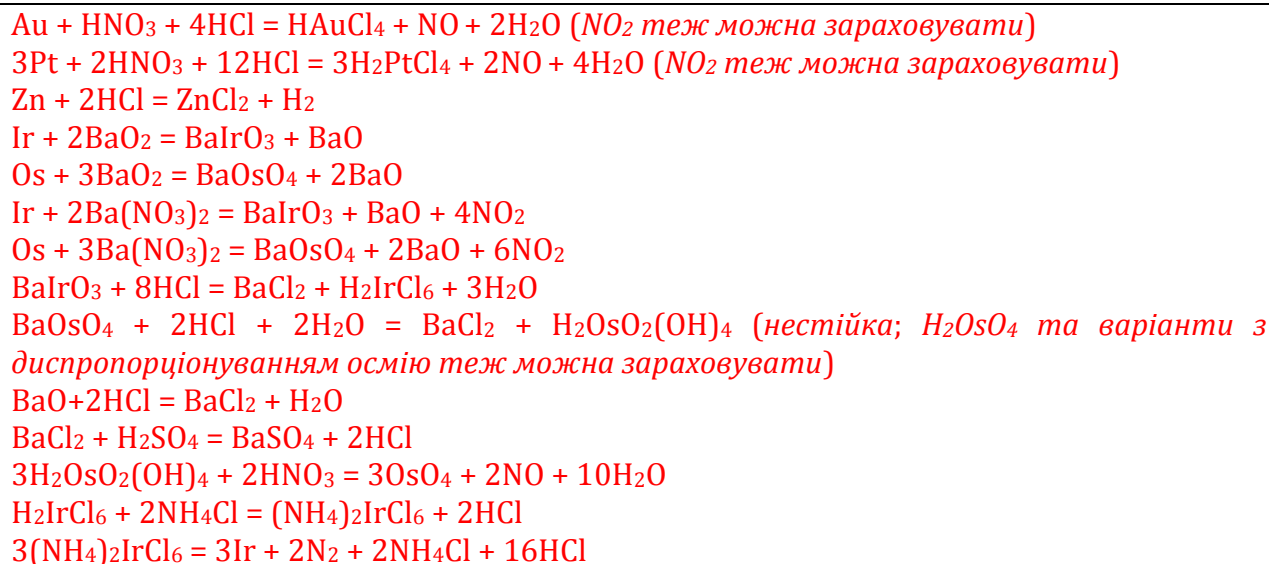 Au + HNO₃ + 4HCl = HAuCl₄ + NO + 2H₂O (NO₂ теж можна зараховувати)
3Pt + 2HNO₃ + 12HCl = 3H₂PtCl₄ + 2NO + 4H₂O (NO₂ теж можна зараховувати)
Zn + 2HCl = ZnCl₂ + H₂
Ir + 2BaO₂ = BaIrO₃ + BaO
Os + 3BaO₂ = BaOsO₄ + 2BaO
Ir + 2Ba(NO₃)₂ = BaIrO₃ + BaO + 4NO₂
Os + 3Ba(NO₃)₂ = BaOsO₄ + 2BaO + 6NO₂
BaIrO₃ + 8HCl = BaCl₂ + H₂IrCl₆ + 3H₂O
BaOsO₄ + 2HCl + 2H₂O = BaCl₂ + H₂OsO₂(OH)₄ (нестійка; H₂OsO₄ та варіанти з
диспропорціонуванням осмію теж можна зараховувати)
BaO+2HCl = BaCl₂ + H₂O
BaCl₂ + H₂SO₄ = BaSO₄ + 2HCl
3H₂OsO₂(OH)₄ + 2HNO₃ = 3OsO₄ + 2NO + 10H₂O
H₂IrCl₆ + 2NH₄Cl = (NH₄)₂IrCl₆ + 2HCl
3(NH₄)₂IrCl₆ = 3Ir + 2N₂ + 2NH₄Cl + 16HCl